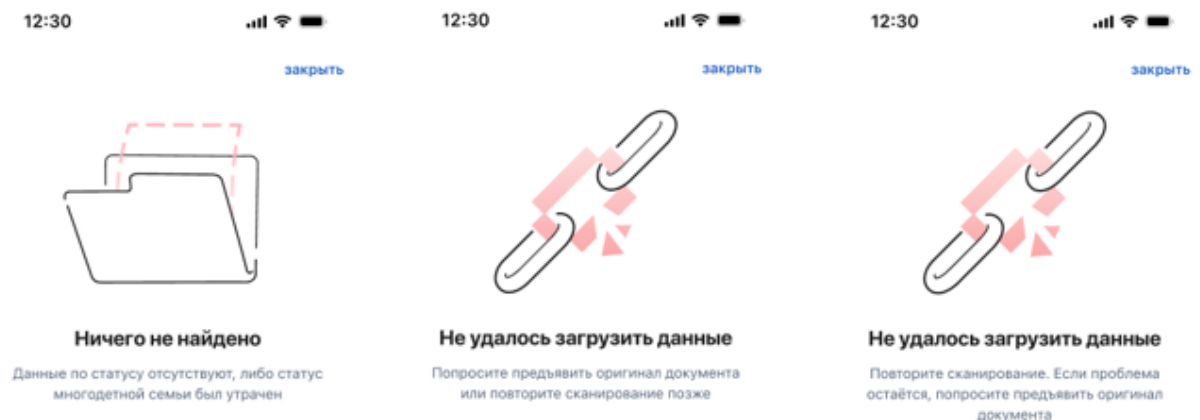 12:30
закрыть
Ничего не найдено
Данные по статусу отсутствуют, либо статус
многодетной семьи был утрачен
12:30
закрыть
Не удалось загрузить данные
Попросите предъявить оригинал документа
или повторите сканирование позже
12:30
закрыть
Не удалось загрузить данные
Повторите сканирование. Если проблема
остаётся, попросите предъявить оригинал
документа